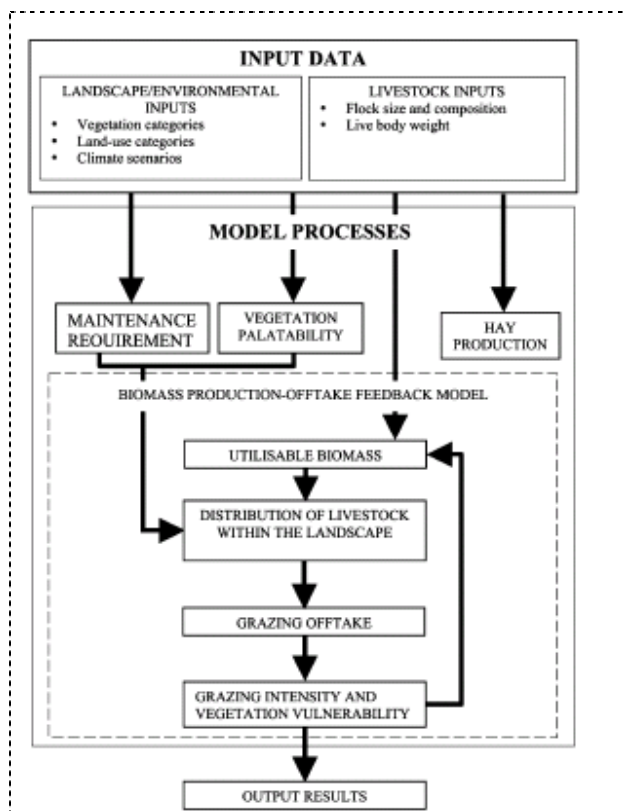 INPUT DATA
LANDSCAPE/ENVIRONMENTAL
INPUTS
• Vegetation categories
• Land-use categories
• Climate scenarios
LIVESTOCK INPUTS
• Flock size and composition
• Live body weight
MODEL PROCESSES
MAINTENANCE
REQUIREMENT
VEGETATION
PALATABILITY
HAY
PRODUCTION
BIOMASS PRODUCTION-OFFTAKE FEEDBACK MODEL
UTILISABLE BIOMASS
DISTRIBUTION OF LIVESTOCK
WITHIN THE LANDSCAPE
GRAZING OFFTAKE
GRAZING INTENSITY AND
VEGETATION VULNERABILITY
OUTPUT RESULTS